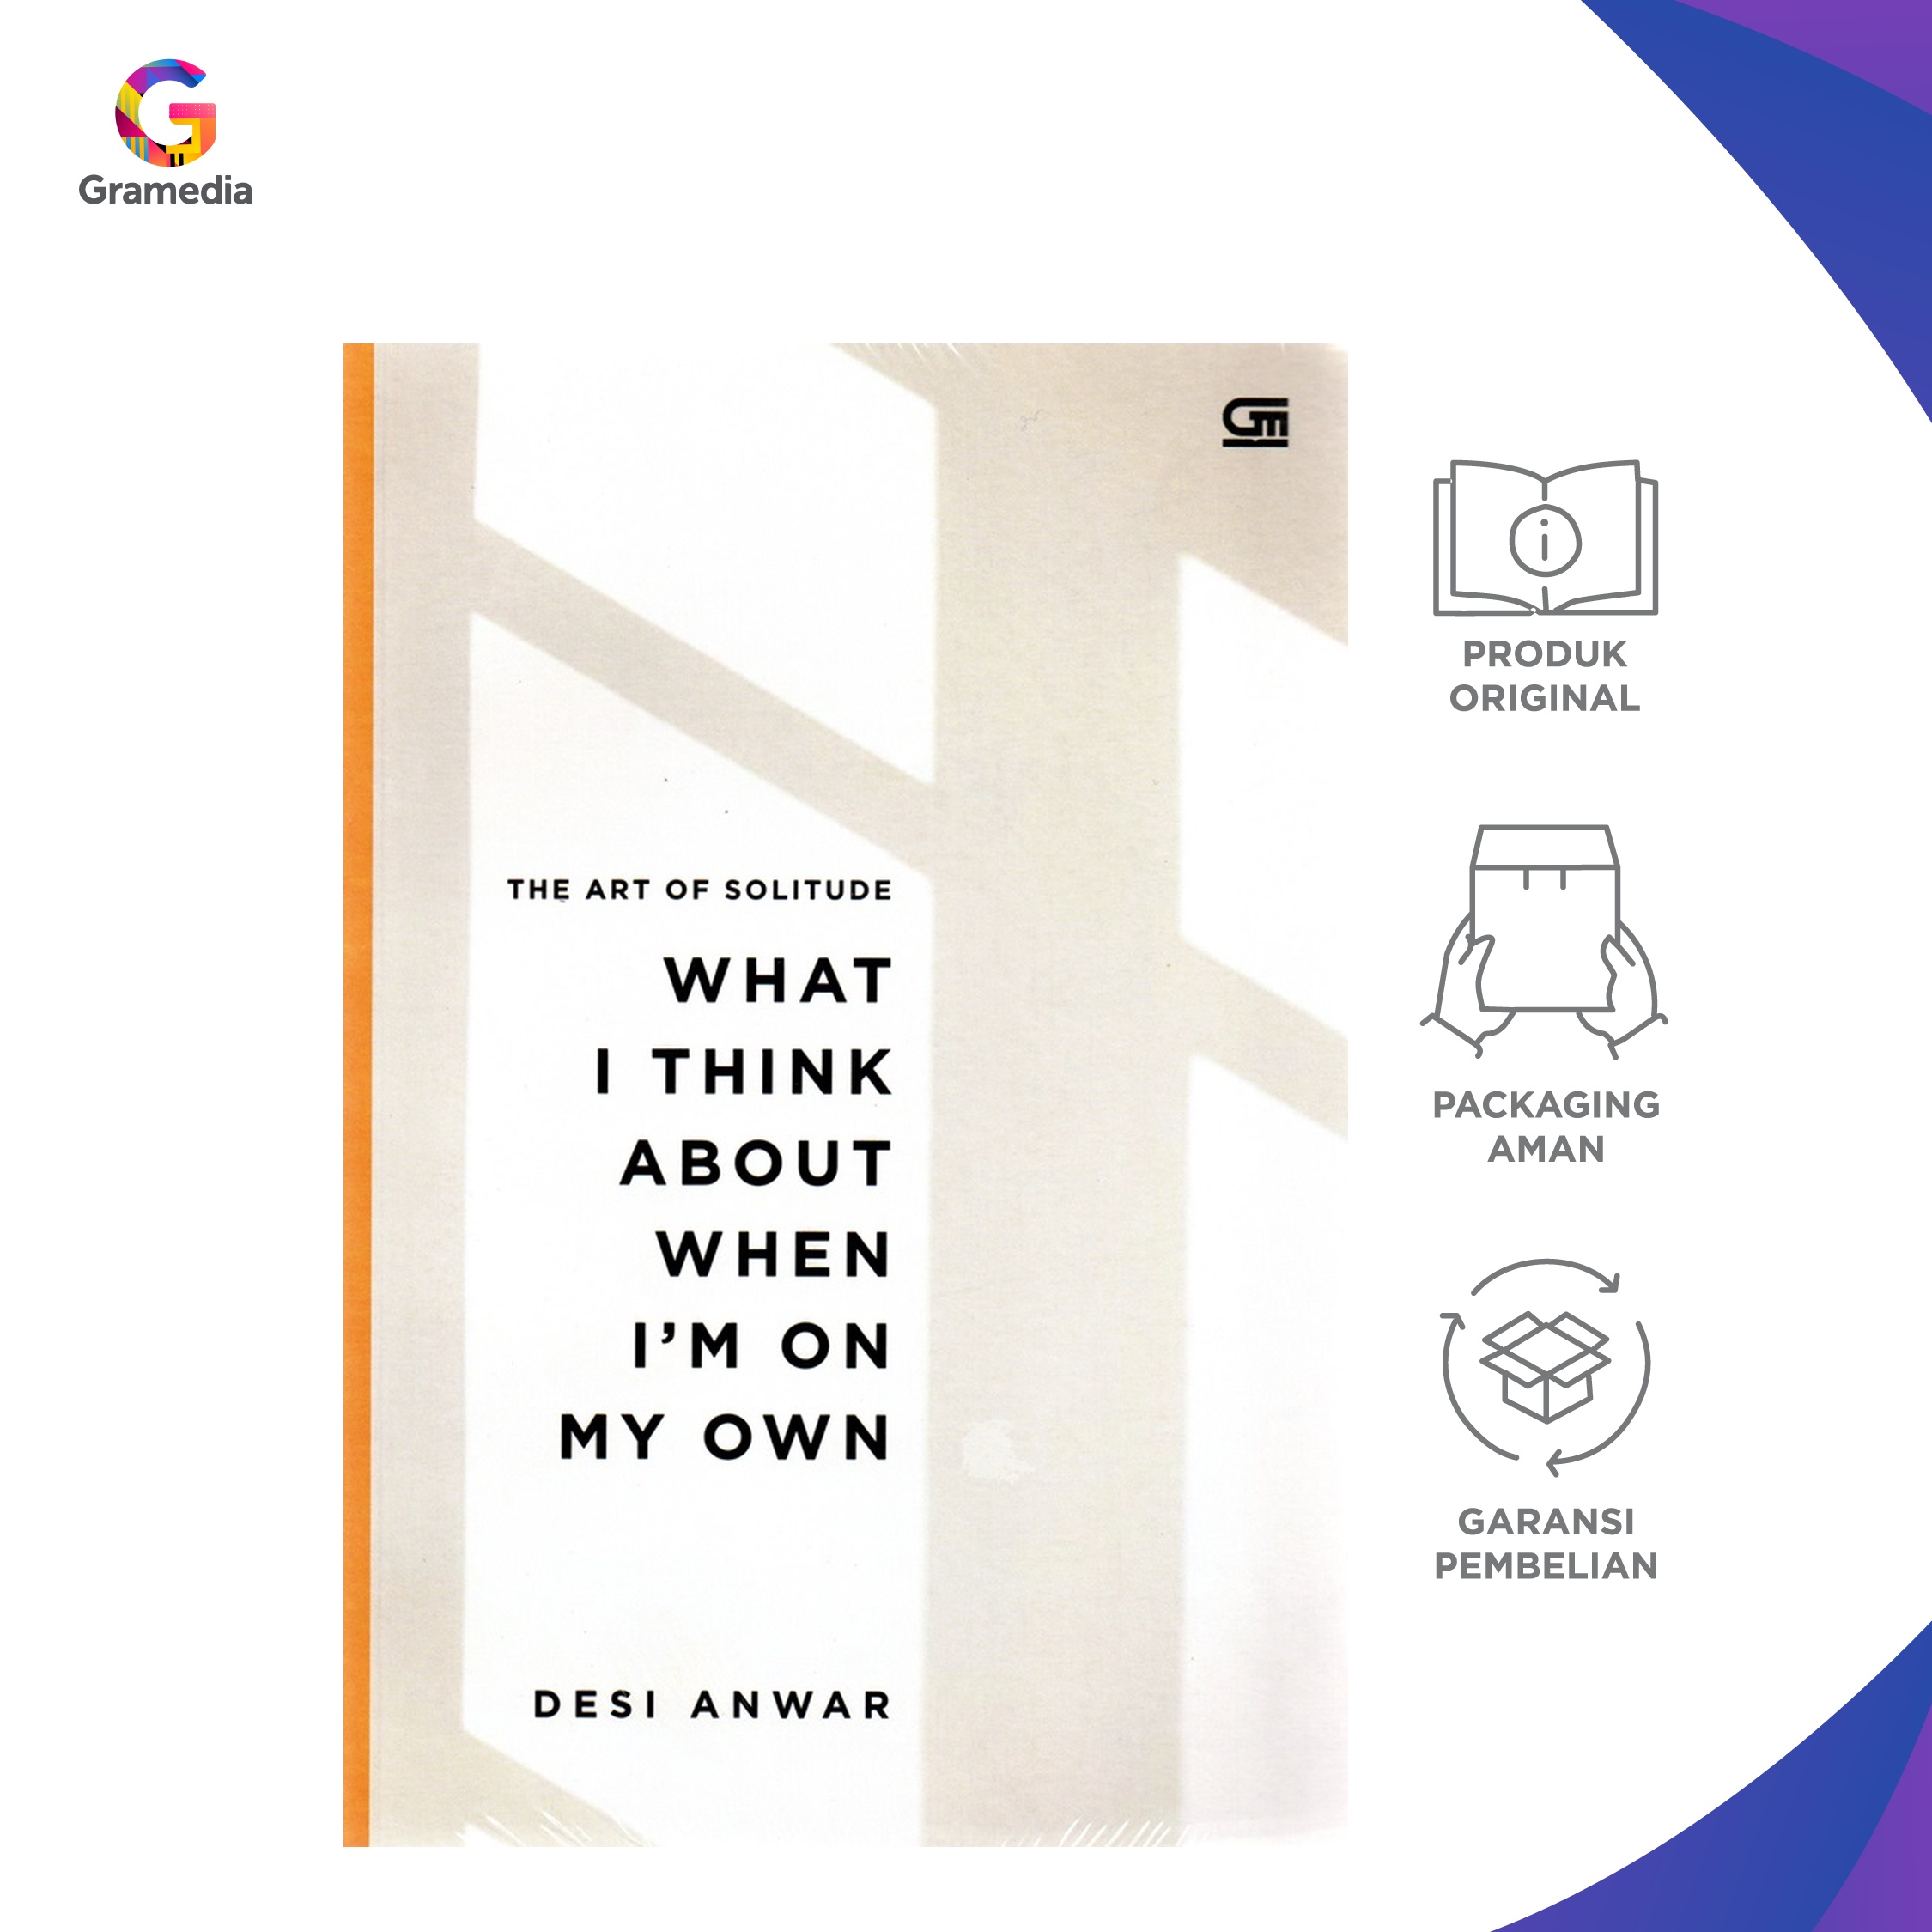 Gramedia
GM
THE ART OF SOLITUDE
WHAT
I THINK
ABOUT
WHEN
I’M ON
MY OWN
DESI ANWAR
PRODUK
ORIGINAL
PACKAGING
AMAN
GARANSI
PEMBELIAN